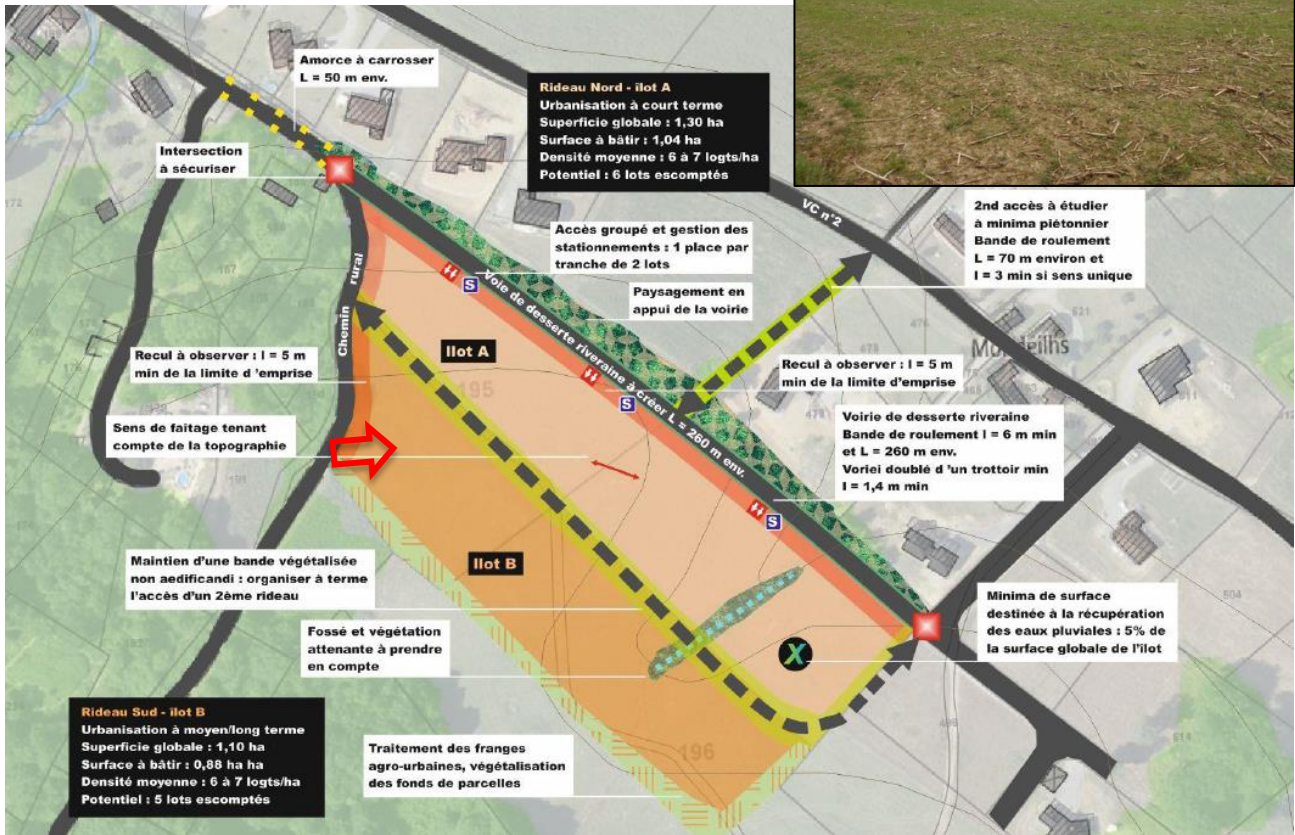 Amorce à carrosser
L = 50 m env.
Rideau Nord - îlot A
Urbanisation à court terme
Superficie globale : 1,30 ha
Surface à bâtir : 1,04 ha
Densité moyenne : 6 à 7 logts/ha
Potentiel : 6 lots escomptés
Intersection
à sécuriser
VC n°2
2nd accès à étudier
à minima piétonnier
Bande de roulement
L = 70 m environ et
l = 3 min si sens unique
Accès groupé et gestion des
stationnements : 1 place par
tranche de 2 lots
Paysagement en
appui de la voirie
Chemin rural
Voie de desserte riveraine à créer L = 260 m env.
S
S
S
Ilot A
195
Recul à observer : l = 5 m
min de la limite d 'emprise
Recul à observer : l = 5 m
min de la limite d'emprise
Sens de faitage tenant
compte de la topographie
Voirie de desserte riveraine
Bande de roulement l = 6 m min
et L = 260 m env.
Voriei doublé d 'un trottoir min
l = 1,4 m min
Ilot B
Maintien d'une bande végétalisée
non aedificandi : organiser à terme
l'accès d'un 2ème rideau
Fossé et végétation
attenante à prendre
en compte
X
Minima de surface
destinée à la récupération
des eaux pluviales : 5% de
la surface globale de l'îlot
Rideau Sud - îlot B
Urbanisation à moyen/long terme
Superficie globale : 1,10 ha
Surface à bâtir : 0,88 ha ha
Densité moyenne : 6 à 7 logts/ha
Potentiel : 5 lots escomptés
Traitement des franges
agro-urbaines, végétalisation
des fonds de parcelles
196